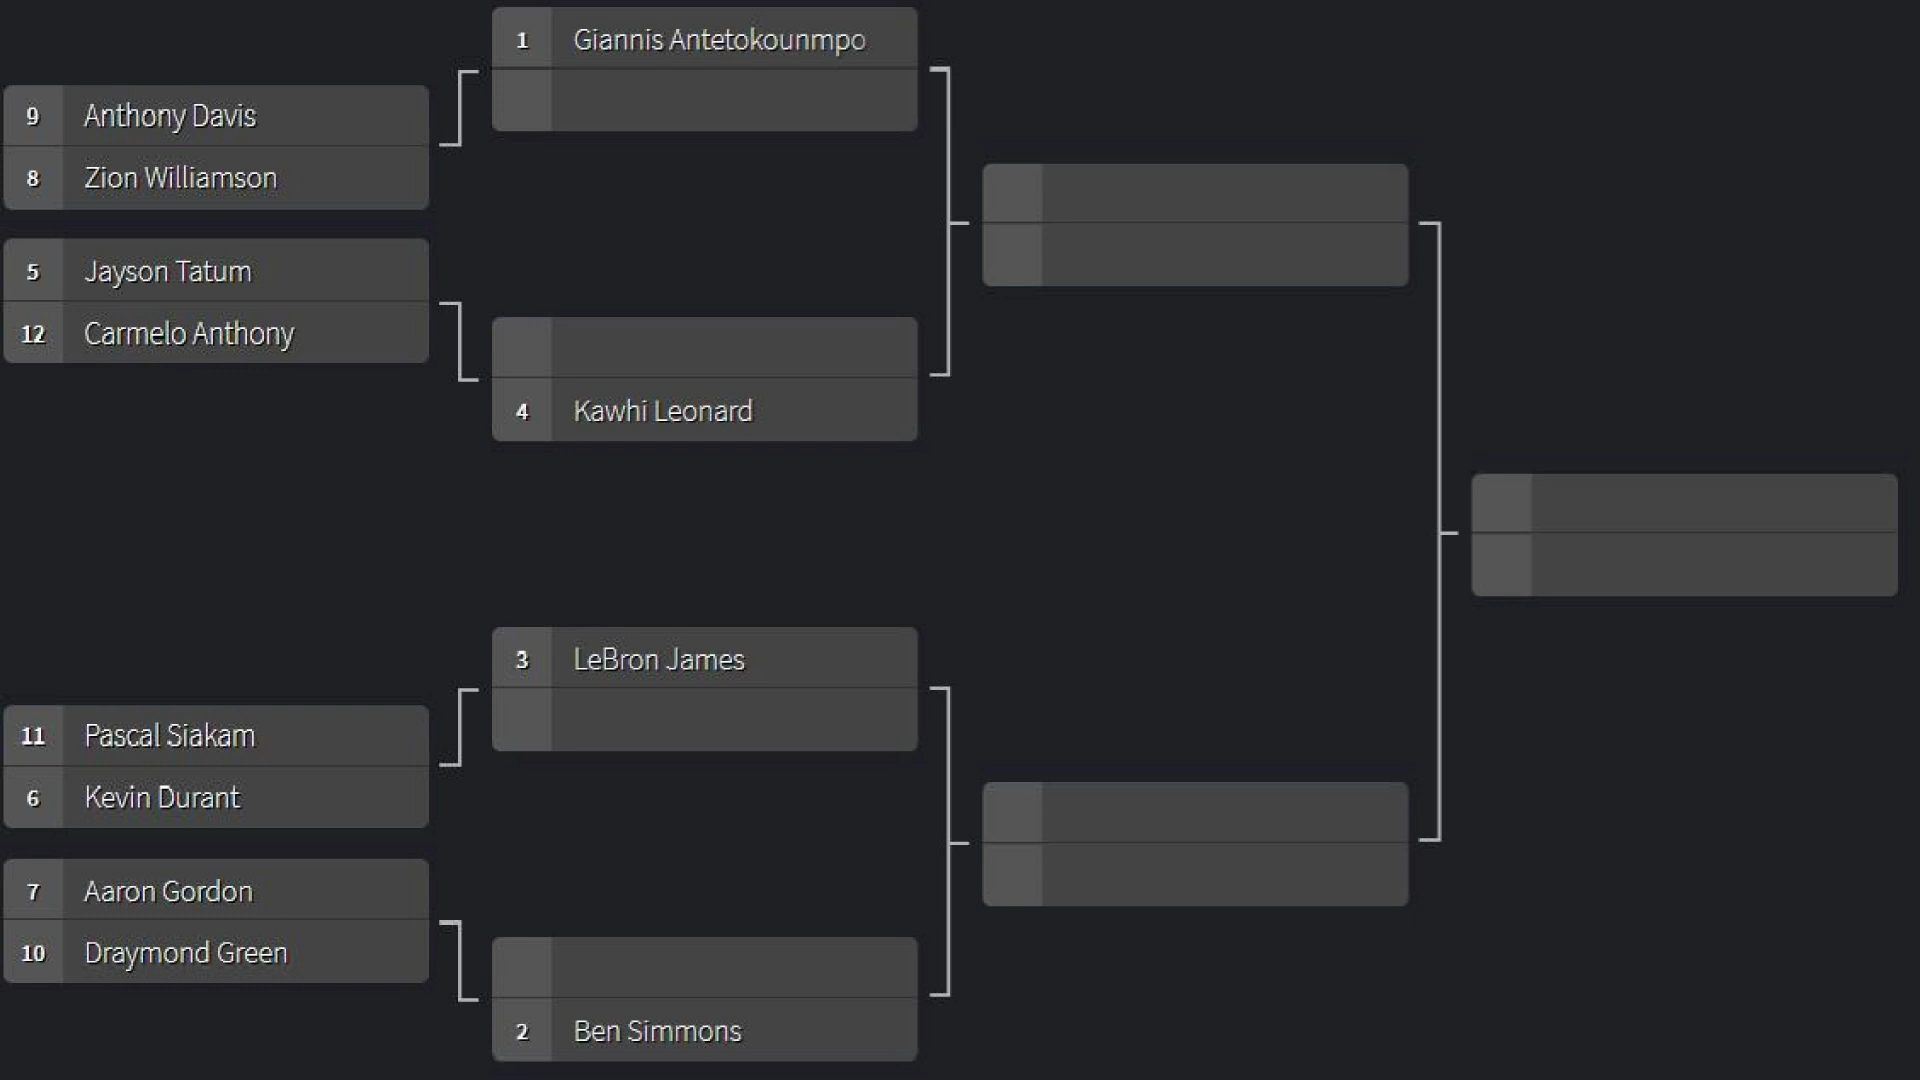 1 Giannis Antetokounmpo
9 Anthony Davis
8 Zion Williamson
5 Jayson Tatum
12 Carmelo Anthony
4 Kawhi Leonard
3 LeBron James
11 Pascal Siakam
6 Kevin Durant
7 Aaron Gordon
10 Draymond Green
2 Ben Simmons